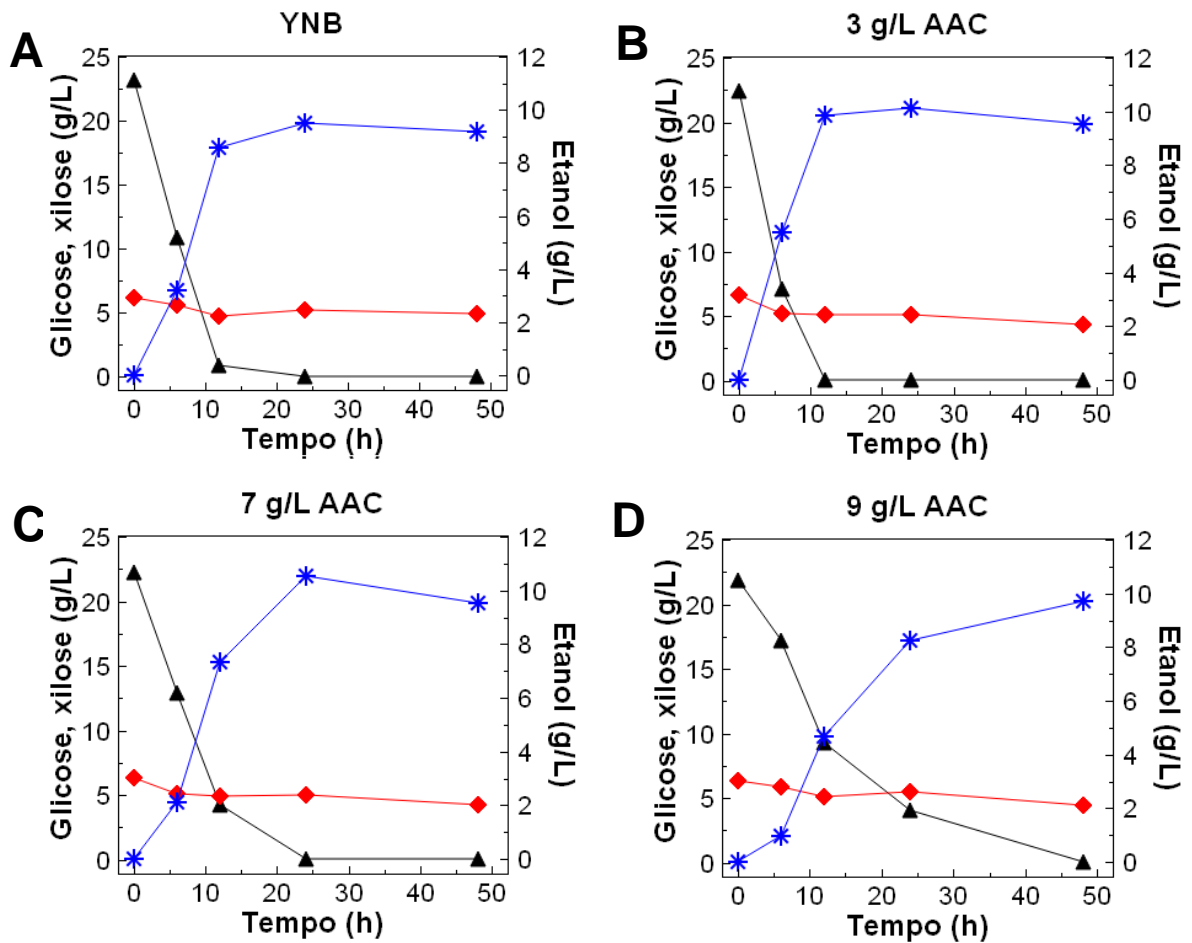 A
YNB
Glicose, xilose (g/L)
25
20
15
10
5
0
12
10
8
6
4
2
0
Etanol (g/L)
0 10 20 30 40 50
Tempo (h)
B
3 g/L AAC
Glicose, xilose (g/L)
25
20
15
10
5
0
12
10
8
6
4
2
0
Etanol (g/L)
0 10 20 30 40 50
Tempo (h)
C
7 g/L AAC
Glicose, xilose (g/L)
25
20
15
10
5
0
12
10
8
6
4
2
0
Etanol (g/L)
0 10 20 30 40 50
Tempo (h)
D
9 g/L AAC
Glicose, xilose (g/L)
25
20
15
10
5
0
12
10
8
6
4
2
0
Etanol (g/L)
0 10 20 30 40 50
Tempo (h)